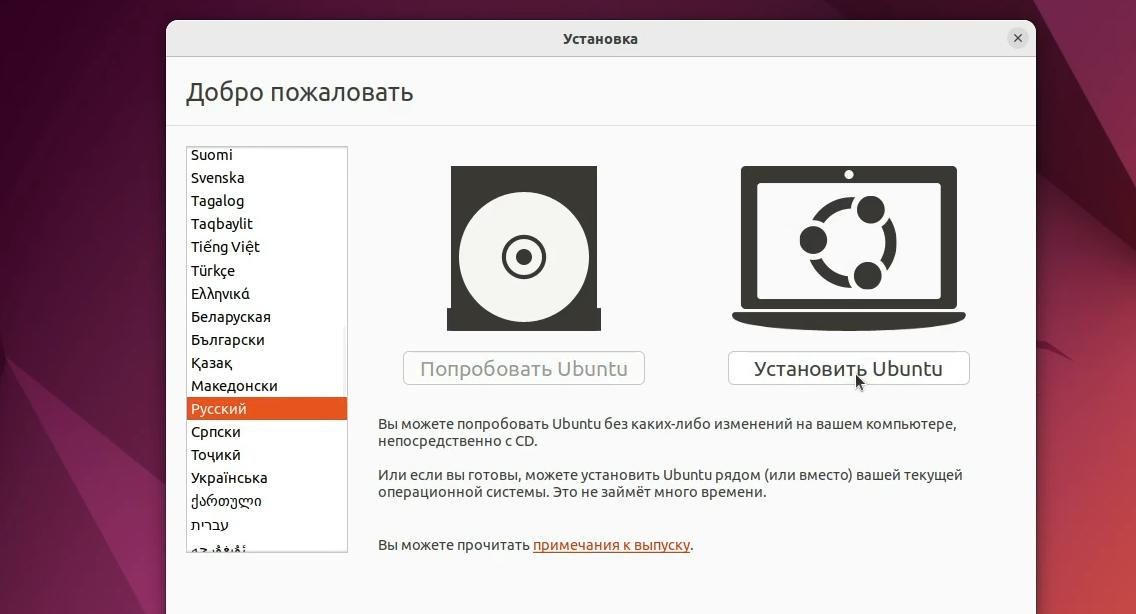 Установка
Добро пожаловать
Suomi
Svenska
Tagalog
Taqbaylit
Tiếng Việt
Türkçe
Ελληνικά
Беларуская
Български
Қазақ
Македонски
Русский
Српски
Тоҷикӣ
Українська
ქართული
עברית
Попробовать Ubuntu
Установить Ubuntu
Вы можете попробовать Ubuntu без каких-либо изменений на вашем компьютере,
непосредственно с CD.
Или если вы готовы, можете установить Ubuntu рядом (или вместо) вашей текущей
операционной системы. Это не займёт много времени.
Вы можете прочитать примечания к выпуску.